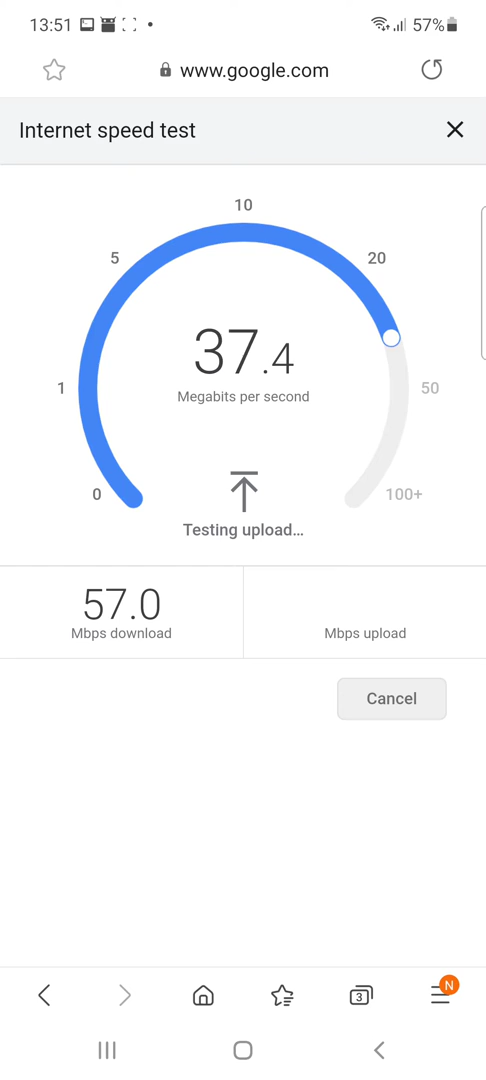 13:51 57%
www.google.com
Internet speed test
10
5
20
37.4
Megabits per second
1
50
0
100+
Testing upload...
57.0
Mbps download
Mbps upload
Cancel
3
N